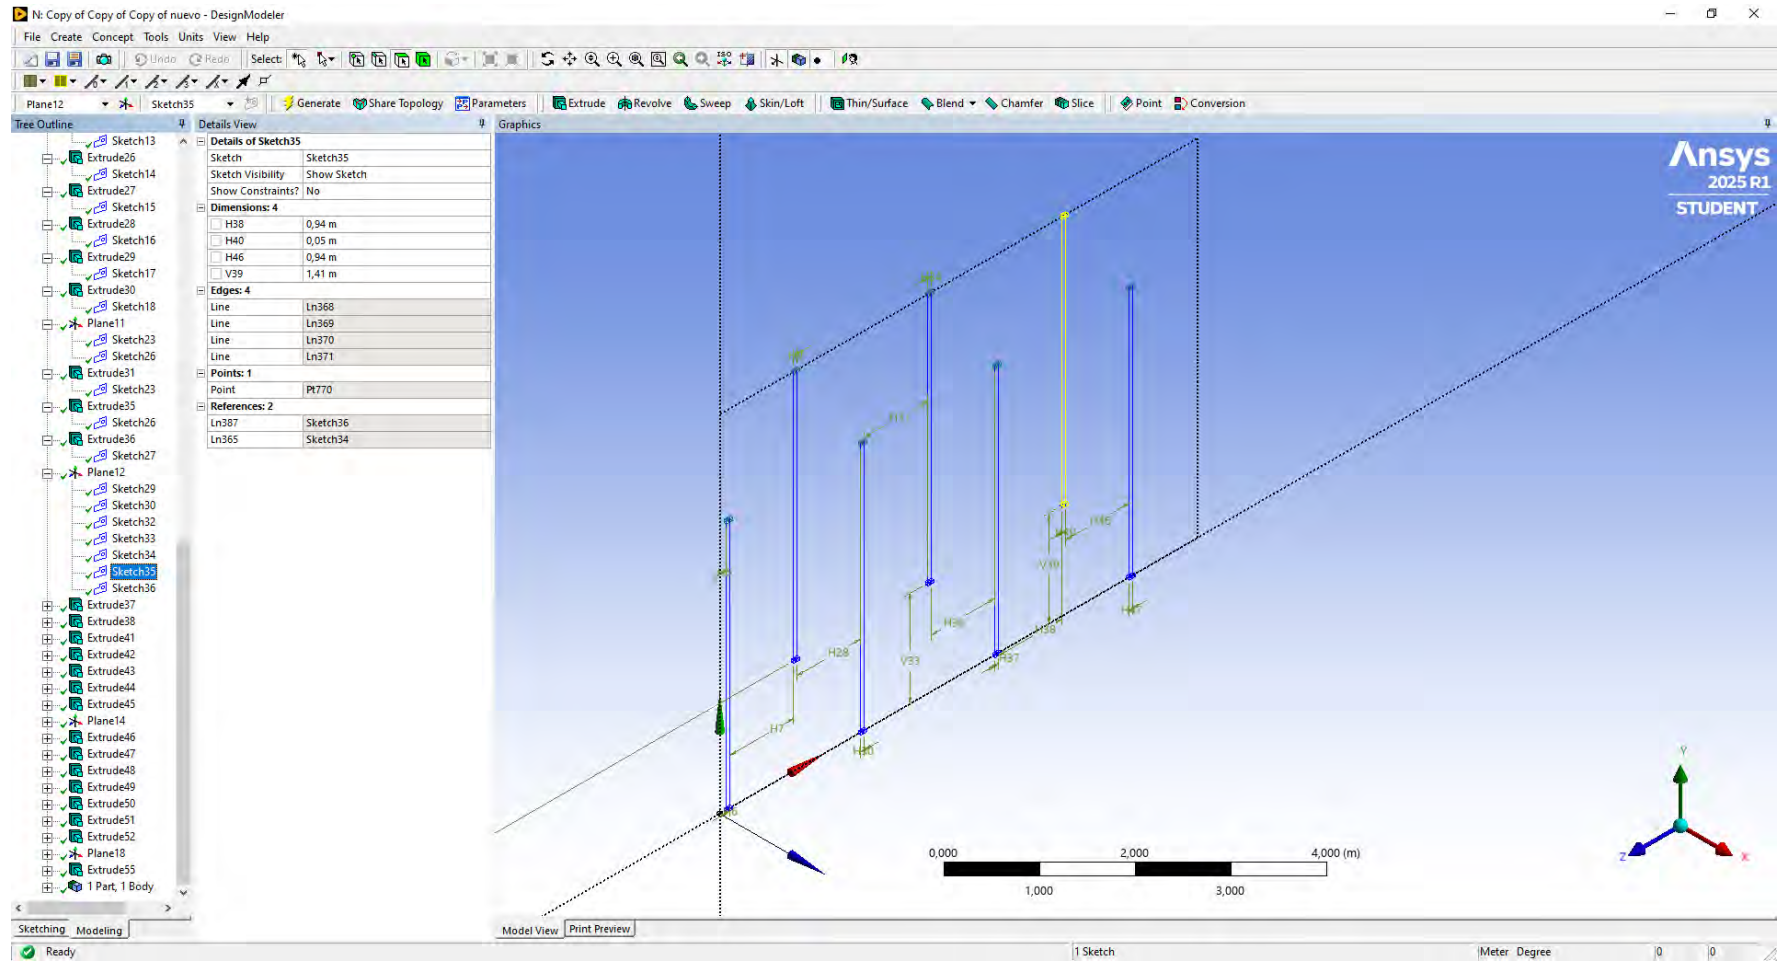 N: Copy of Copy of Copy of nuevo - DesignModeler
File Create Concept Tools Units View Help
Undo Redo Select: ISO
Plane12 Sketch35 Generate Share Topology Parameters Extrude Revolve Sweep Skin/Loft Thin/Surface Blend Chamfer Slice Point Conversion
Tree Outline
Sketch13
Extrude26
Sketch14
Extrude27
Sketch15
Extrude28
Sketch16
Extrude29
Sketch17
Extrude30
Sketch18
Plane11
Sketch23
Sketch26
Extrude31
Sketch23
Extrude35
Sketch26
Extrude36
Sketch27
Plane12
Sketch29
Sketch30
Sketch32
Sketch33
Sketch34
Sketch35
Sketch36
Extrude37
Extrude38
Extrude41
Extrude42
Extrude43
Extrude44
Extrude45
Plane14
Extrude46
Extrude47
Extrude48
Extrude49
Extrude50
Extrude51
Extrude52
Plane18
Extrude55
1 Part, 1 Body
Sketching Modeling
Details View
Details of Sketch35
Sketch Sketch35
Sketch Visibility Show Sketch
Show Constraints? No
Dimensions: 4
H38 0,94 m
H40 0,05 m
H46 0,94 m
V39 1,41 m
Edges: 4
Line Ln368
Line Ln369
Line Ln370
Line Ln371
Points: 1
Point Pt770
References: 2
Ln387 Sketch36
Ln365 Sketch34
Graphics
Ansys
2025 R1
STUDENT
H28
V33
H36
H37
H38
H7
0,000 2,000 4,000 (m)
1,000 3,000
Y
Z
X
Model View Print Preview
Ready 1 Sketch Meter Degree 0 0